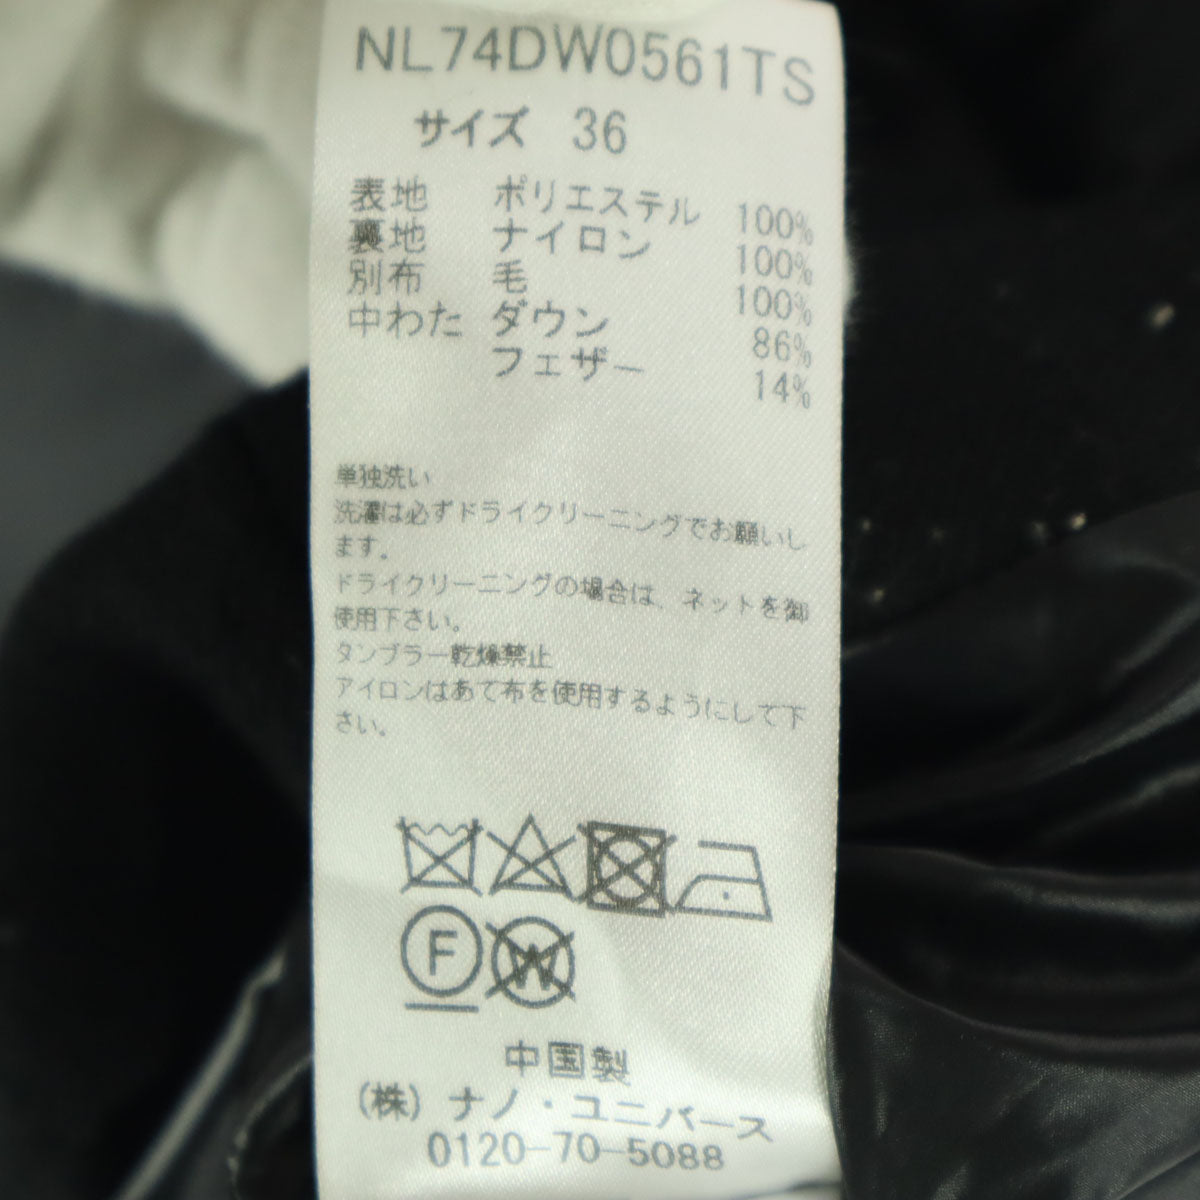 NL74DW0561TS
サイズ 36
表地 ポリエステル 100%
裏地 ナイロン 100%
別布 毛 100%
中わた ダウン 86%
フェザー 14%
単独洗い
洗濯は必ずドライクリーニングでお願いし
ます。
ドライクリーニングの場合は、ネットを御
使用下さい。
タンブラー乾燥禁止
アイロンはあて布を使用するようにして下
さい。
F W
中国製
(株) ナノ・ユニバース
0120-70-5088